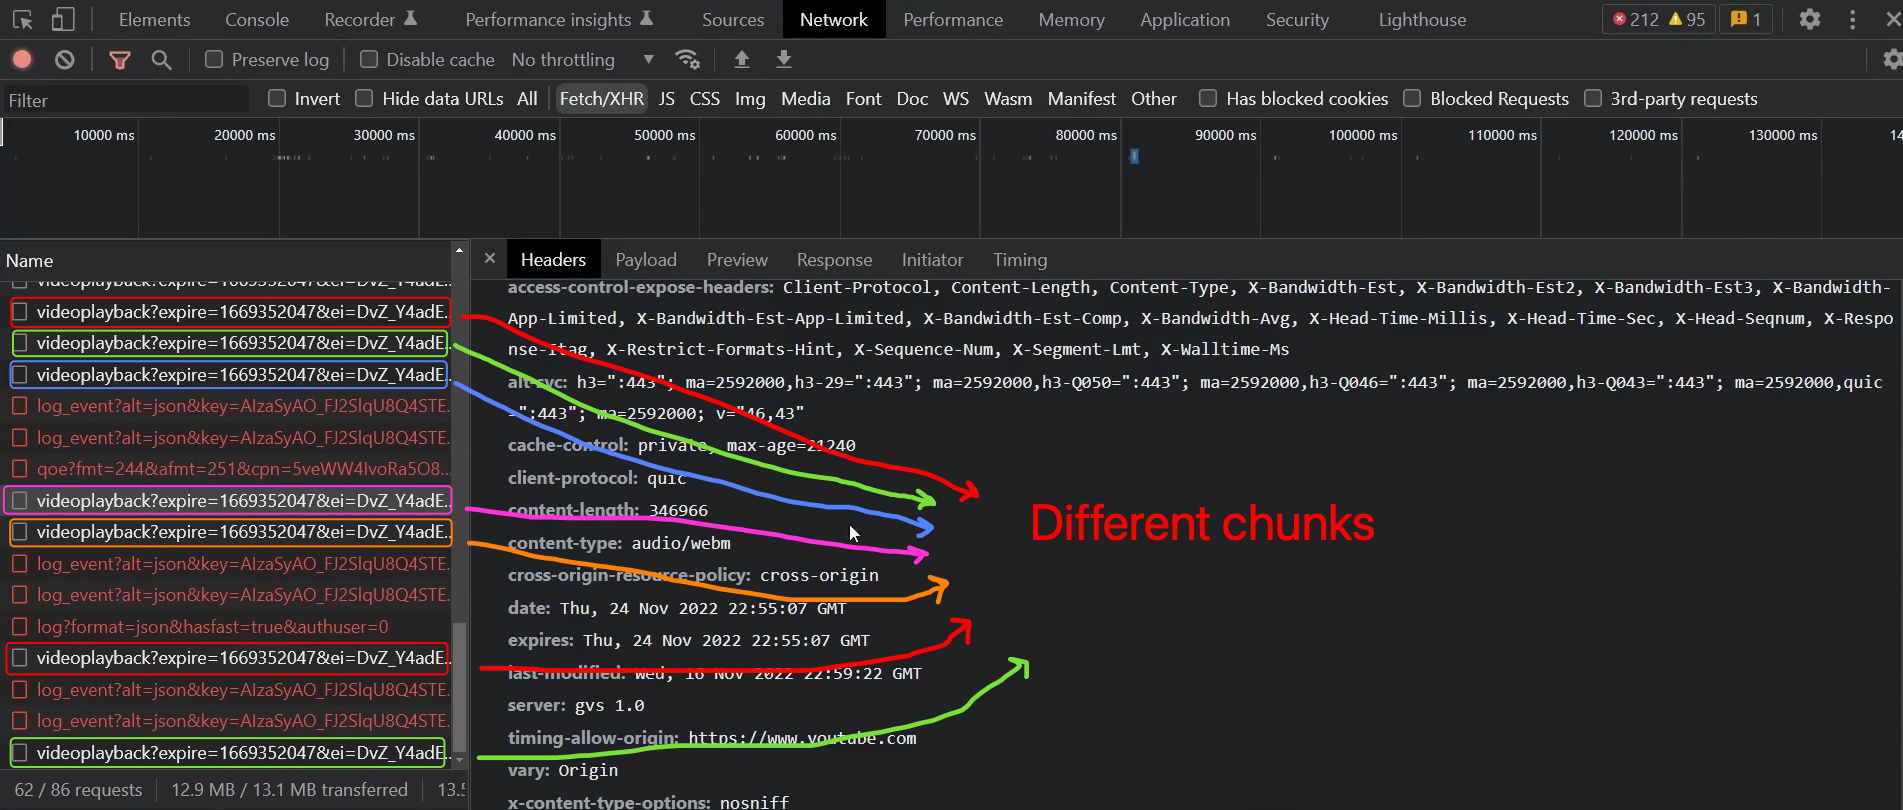 Elements Console Recorder Performance insights Sources Network Performance Memory Application Security Lighthouse 212 95 1
Preserve log Disable cache No throttling
Filter Invert Hide data URLs All Fetch/XHR JS CSS Img Media Font Doc WS Wasm Manifest Other Has blocked cookies Blocked Requests 3rd-party requests
10000 ms 20000 ms 30000 ms 40000 ms 50000 ms 60000 ms 70000 ms 80000 ms 90000 ms 100000 ms 110000 ms 120000 ms 130000 ms 14
Name
videoplayback?expire=1669352047&ei=DvZ_Y4adE..
videoplayback?expire=1669352047&ei=DvZ_Y4adE..
videoplayback?expire=1669352047&ei=DvZ_Y4adE..
videoplayback?expire=1669352047&ei=DvZ_Y4adE
log_event?alt=json&key=AIzaSyAO_FJ2SlqU8Q4STE..
log_event?alt=json&key=AIzaSyAO_FJ2SlqU8Q4STE..
qoe?fmt=244&afmt=251&cpn=5veWW4IvoRa5O8...
videoplayback?expire=1669352047&ei=DvZ_Y4adE..
videoplayback?expire=1669352047&ei=DvZ_Y4adE..
log_event?alt=json&key=AIzaSyAO_FJ2SlqU8Q4STE..
log_event?alt=json&key=AIzaSyAO_FJ2SlqU8Q4STE..
log?format=json&hasfast=true&authuser=0
videoplayback?expire=1669352047&ei=DvZ_Y4adE..
log_event?alt=json&key=AIzaSyAO_FJ2SlqU8Q4STE..
log_event?alt=json&key=AIzaSyAO_FJ2SlqU8Q4STE..
videoplayback?expire=1669352047&ei=DvZ_Y4adE..
62 / 86 requests 12.9 MB / 13.1 MB transferred 13.5
Headers Payload Preview Response Initiator Timing
access-control-expose-headers: Client-Protocol, Content-Length, Content-Type, X-Bandwidth-Est, X-Bandwidth-Est2, X-Bandwidth-Est3, X-Bandwidth-
App-Limited, X-Bandwidth-Est-App-Limited, X-Bandwidth-Est-Comp, X-Bandwidth-Avg, X-Head-Time-Millis, X-Head-Time-Sec, X-Head-Seqnum, X-Respo
nse-Itag, X-Restrict-Formats-Hint, X-Sequence-Num, X-Segment-Lmt, X-Walltime-Ms
alt-svc: h3=":443"; ma=2592000,h3-29=":443"; ma=2592000,h3-Q050=":443"; ma=2592000,h3-Q046=":443"; ma=2592000,h3-Q043=":443"; ma=2592000,quic
=":443"; ma=2592000; v="46,43"
cache-control: private, max-age=21240
client-protocol: quic
content-length: 346966
content-type: audio/webm
cross-origin-resource-policy: cross-origin
date: Thu, 24 Nov 2022 22:55:07 GMT
expires: Thu, 24 Nov 2022 22:55:07 GMT
last-modified: Wed, 16 Nov 2022 22:59:22 GMT
server: gvs 1.0
timing-allow-origin: https://www.youtube.com
vary: Origin
x-content-type-options: nosniff
Different chunks